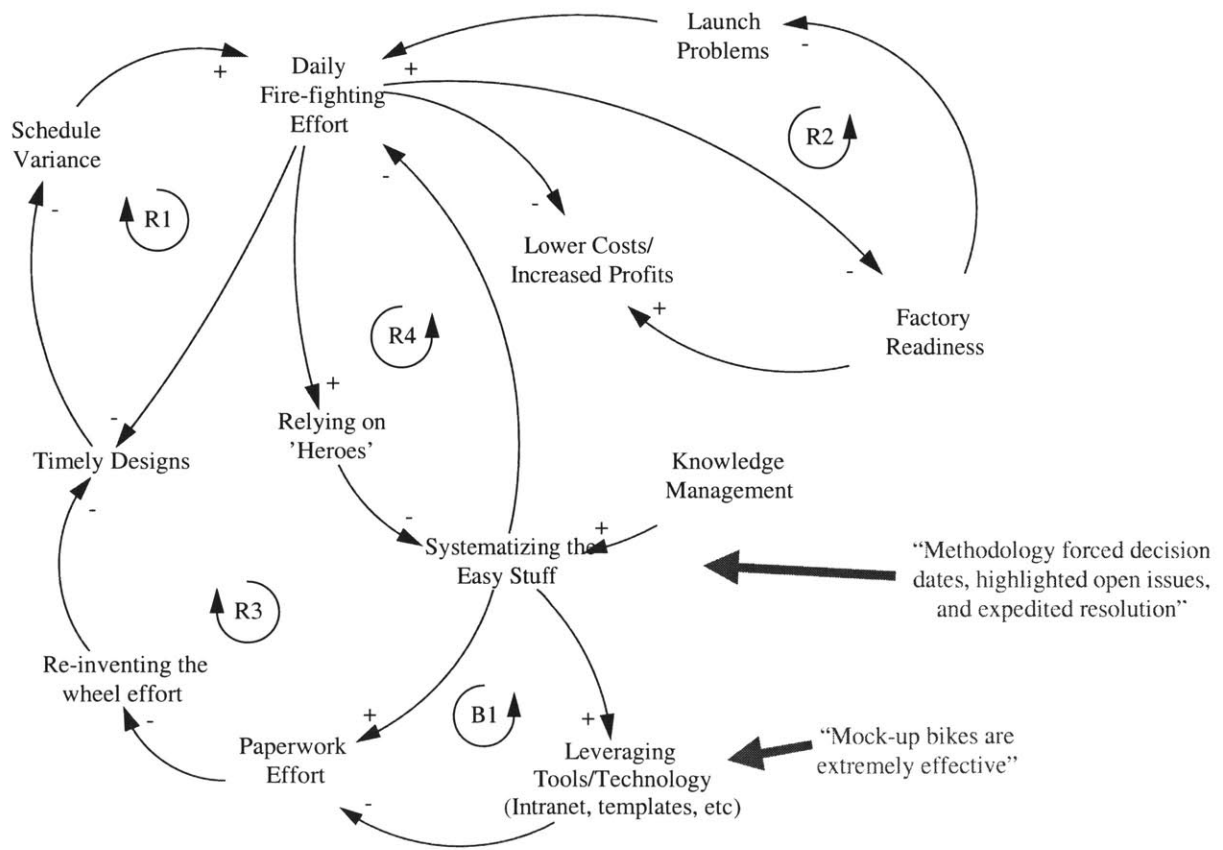 Launch
Problems
-
+
+
Daily
Fire-fighting
Effort
Schedule
Variance
R2
-
-
-
R1
Lower Costs/
Increased Profits
-
+
Factory
Readiness
R4
+
-
Relying on
’Heroes’
Timely Designs
-
Knowledge
Management
-
+
Systematizing the
Easy Stuff
“Methodology forced decision
dates, highlighted open issues,
and expedited resolution”
R3
Re-inventing the
wheel effort
-
+
B1
+
Paperwork
Effort
Leveraging
Tools/Technology
(Intranet, templates, etc)
-
“Mock-up bikes are
extremely effective”